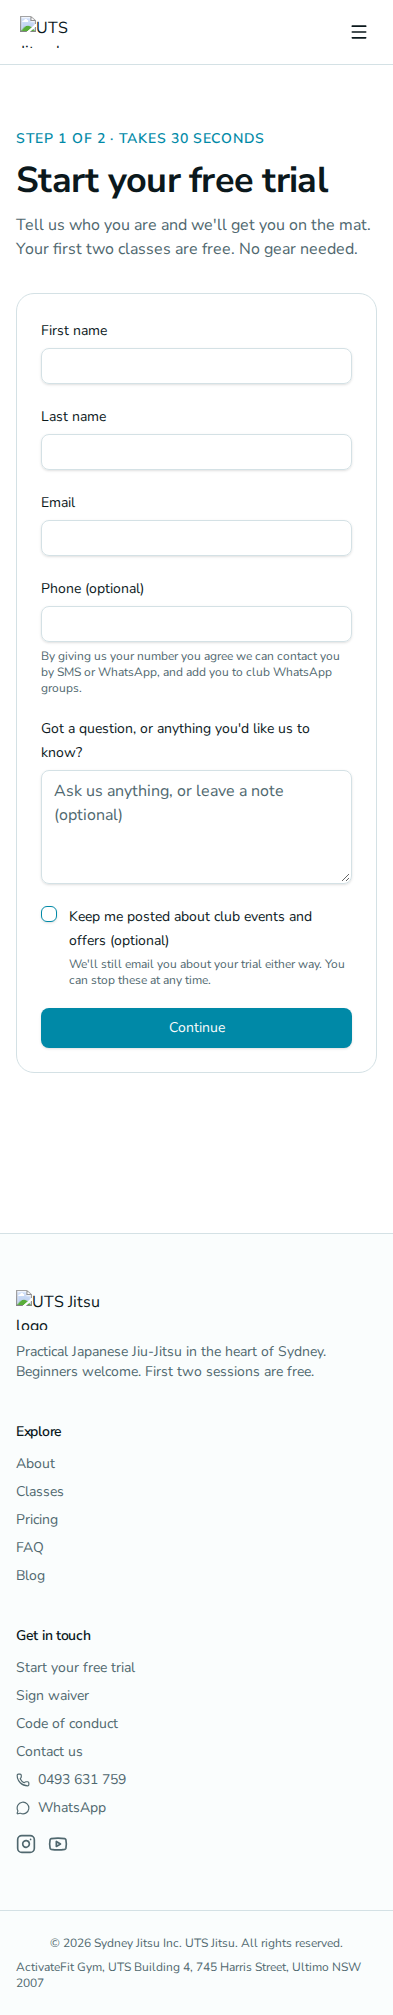 UTS
STEP 1 OF 2 · TAKES 30 SECONDS
Start your free trial
Tell us who you are and we'll get you on the mat.
Your first two classes are free. No gear needed.
First name
Last name
Email
Phone (optional)
By giving us your number you agree we can contact you
by SMS or WhatsApp, and add you to club WhatsApp
groups.
Got a question, or anything you'd like us to
know?
Ask us anything, or leave a note
(optional)
Keep me posted about club events and
offers (optional)
We'll still email you about your trial either way. You
can stop these at any time.
Continue
UTS Jitsu
logo
Practical Japanese Jiu-Jitsu in the heart of Sydney.
Beginners welcome. First two sessions are free.
Explore
About
Classes
Pricing
FAQ
Blog
Get in touch
Start your free trial
Sign waiver
Code of conduct
Contact us
0493 631 759
WhatsApp
© 2026 Sydney Jitsu Inc. UTS Jitsu. All rights reserved.
ActivateFit Gym, UTS Building 4, 745 Harris Street, Ultimo NSW
2007